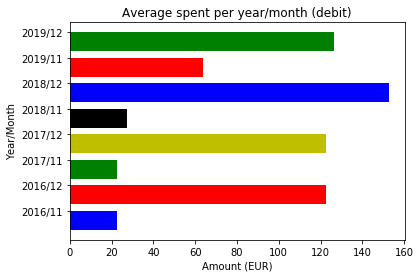 Average spent per year/month (debit)
2019/12
2019/11
2018/12
2018/11
2017/12
2017/11
2016/12
2016/11
Year/Month
0 20 40 60 80 100 120 140 160
Amount (EUR)